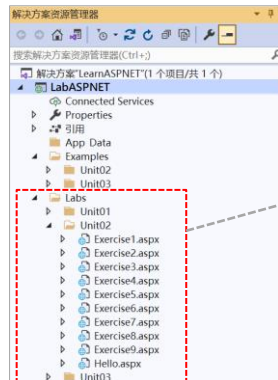 解决方案资源管理器
搜索解决方案资源管理器(Ctrl+;)
解决方案"LearnASPNET"(1 个项目/共 1 个)
LabASPNET
Connected Services
Properties
引用
App Data
Examples
Unit02
Unit03
Labs
Unit01
Unit02
Exercise1.aspx
Exercise2.aspx
Exercise3.aspx
Exercise4.aspx
Exercise5.aspx
Exercise6.aspx
Exercise7.aspx
Exercise8.aspx
Exercise9.aspx
Hello.aspx
Unit03